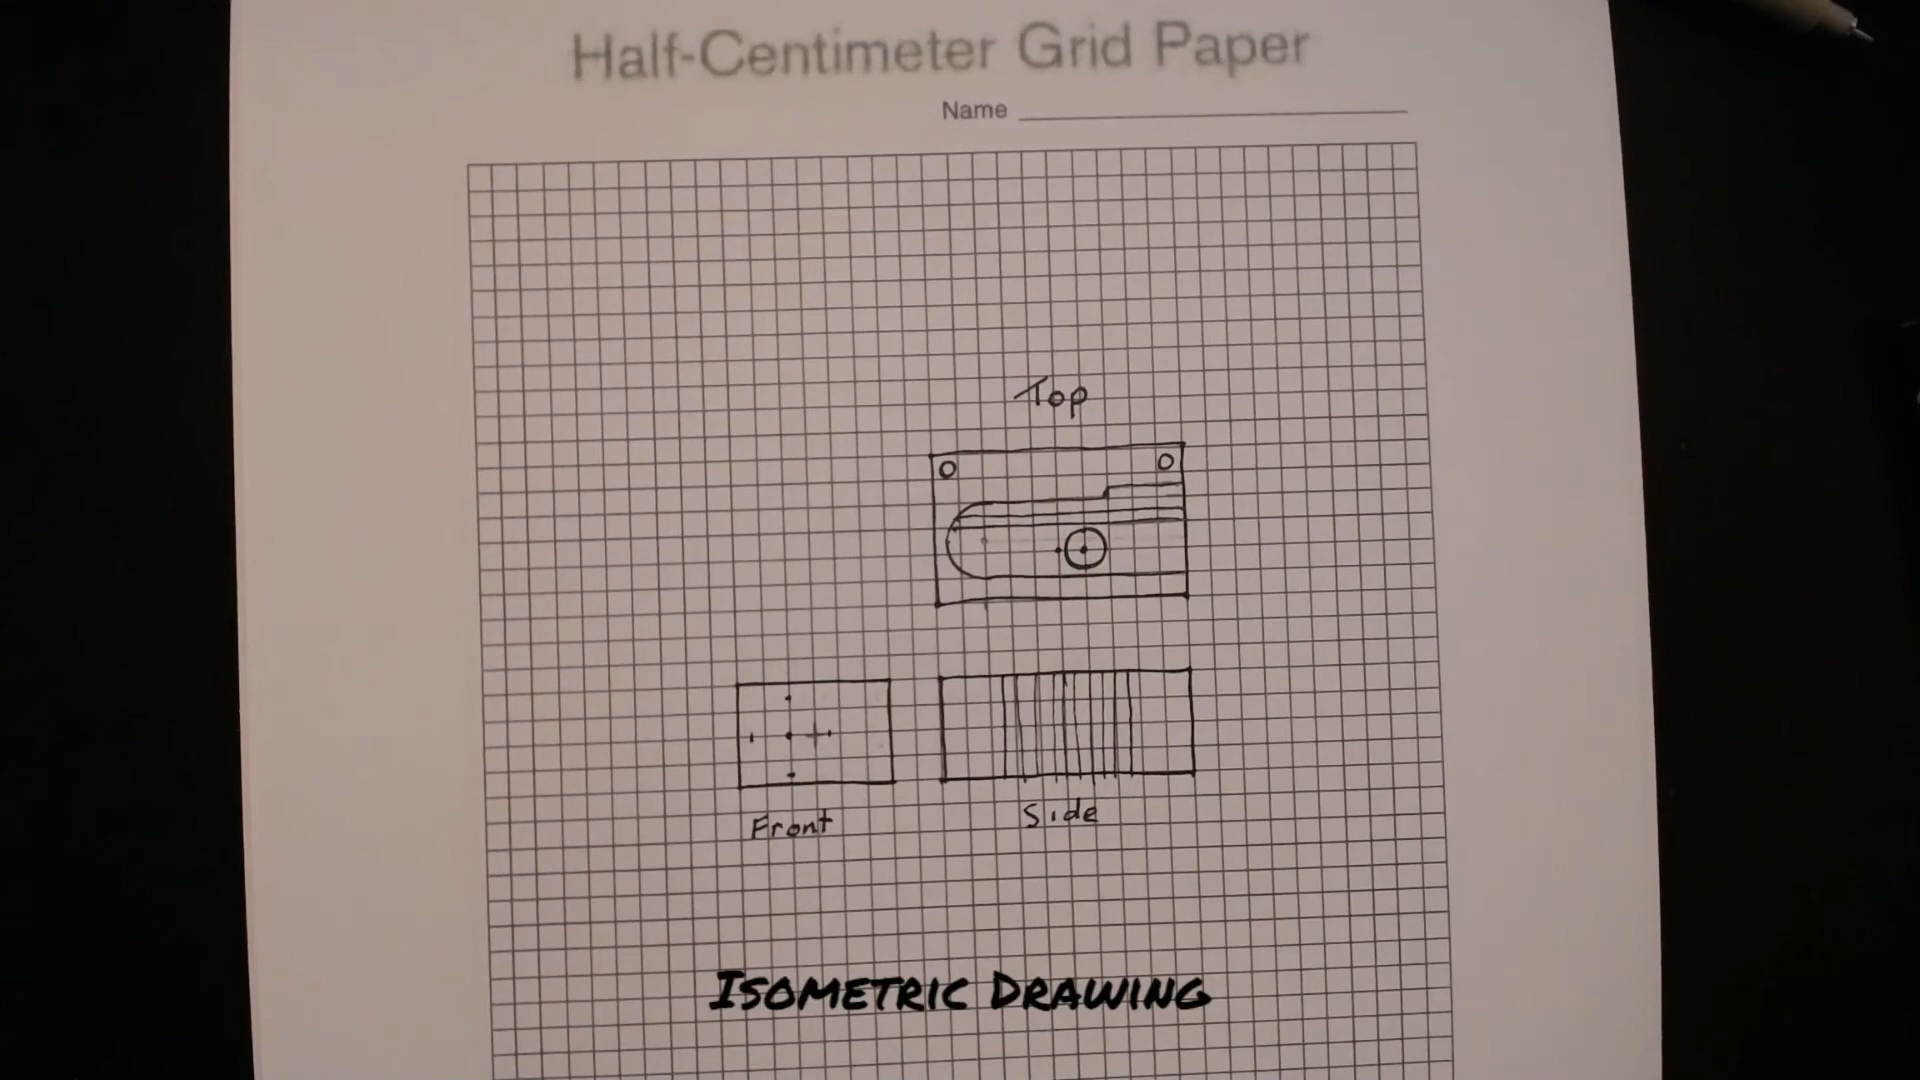 Half-Centimeter Grid Paper
Name
Top
Front
Side
Isometric Drawing